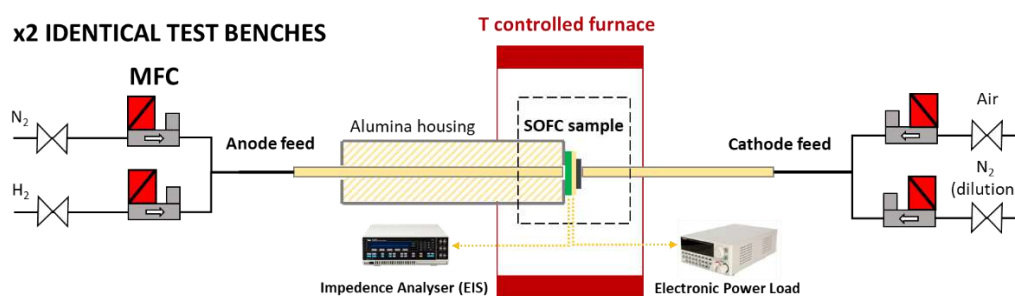 T controlled furnace
x2 IDENTICAL TEST BENCHES
MFC
N2
Anode feed
H2
Alumina housing
SOFC sample
Cathode feed
Air
N2
(dilution)
Impedence Analyser (EIS)
Electronic Power Load